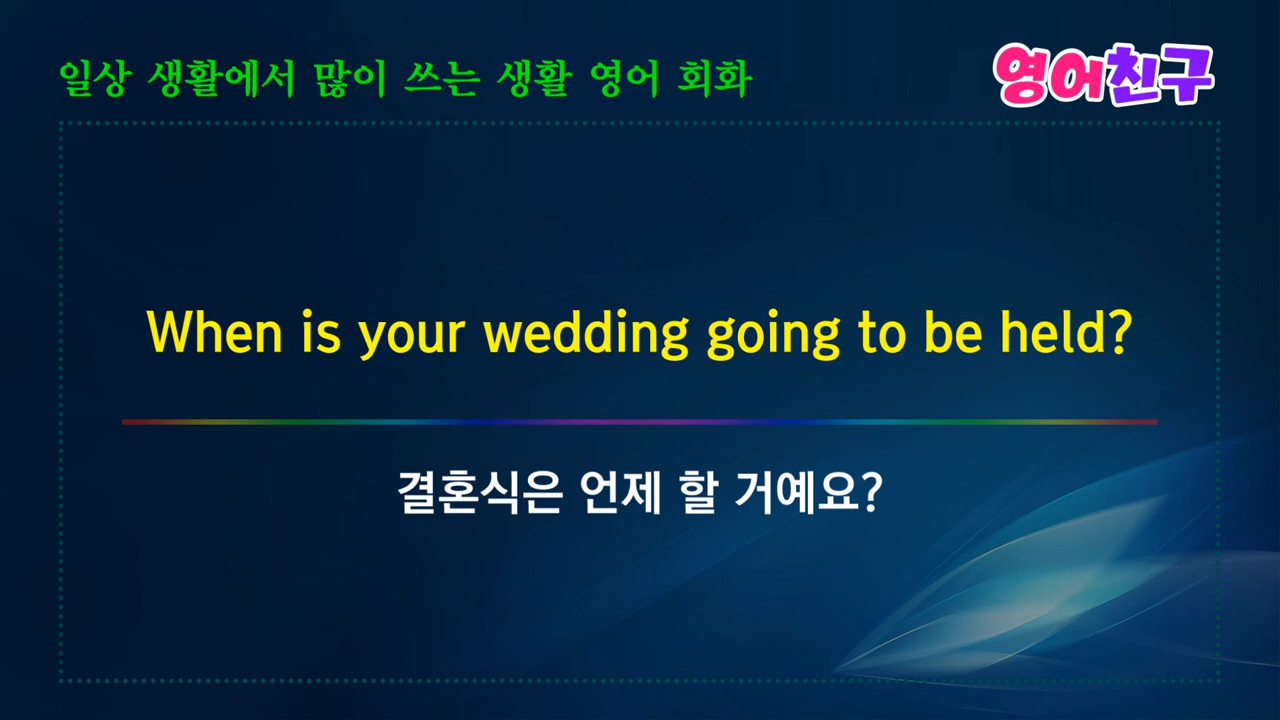 일상 생활에서 많이 쓰는 생활 영어 회화
영어친구
When is your wedding going to be held?
결혼식은 언제 할 거예요?